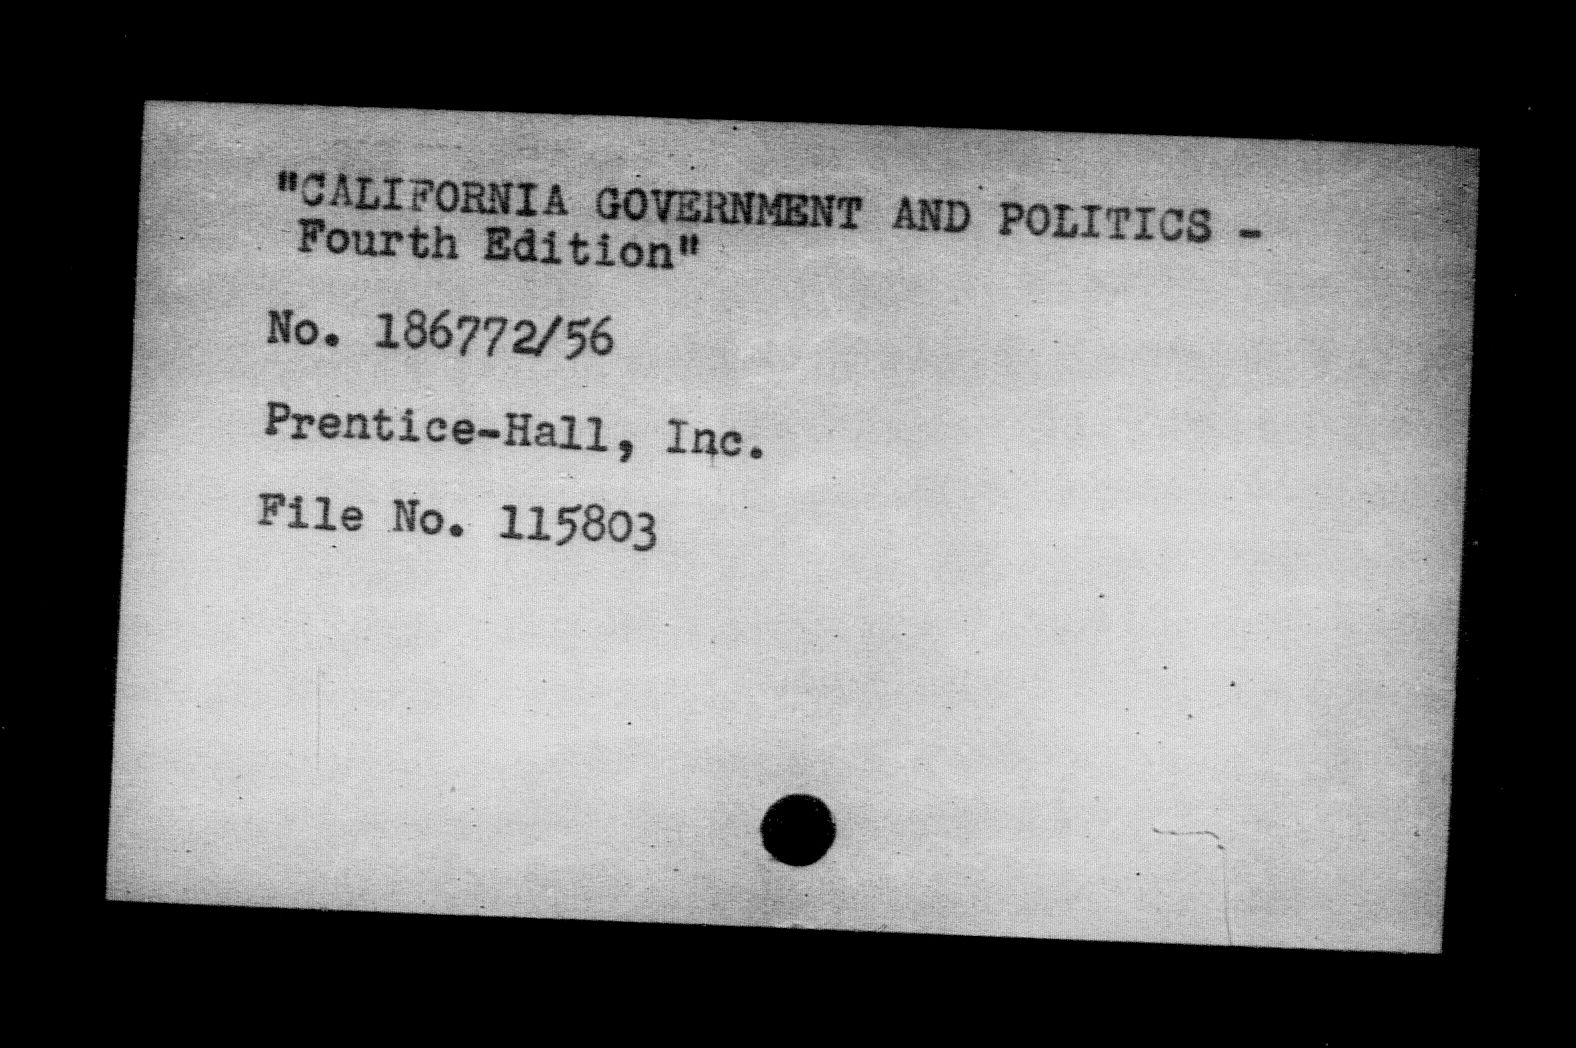 "CALIFORNIA GOVERNMENT AND POLITICS -
Fourth Edition"
No. 186772/56
Prentice-Hall, Inc.
File No. 115803